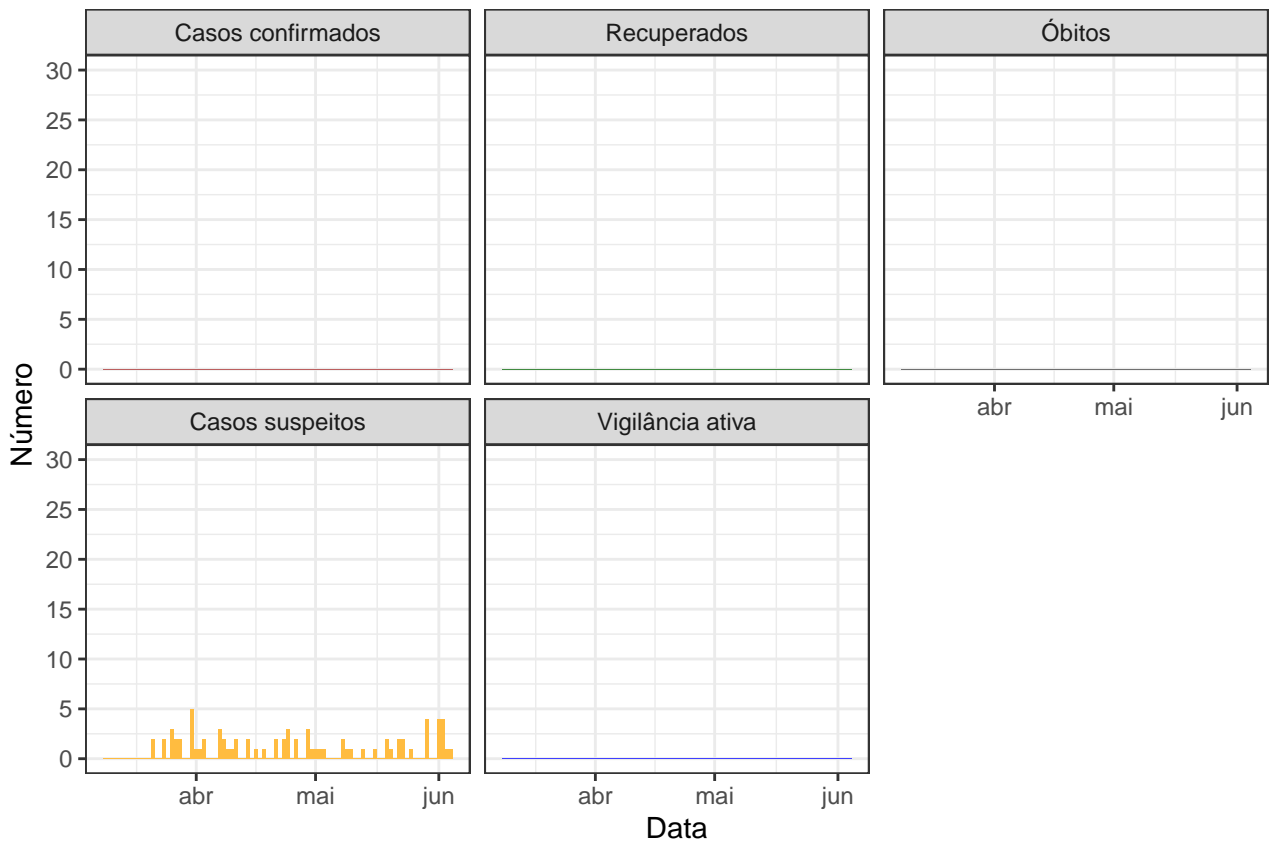 Casos confirmados
Recuperados
Óbitos
30
25
20
15
10
5
0
abr mai jun
Casos suspeitos
Vigilância ativa
30
25
20
15
10
5
0
abr mai jun
abr mai jun
Número
Data